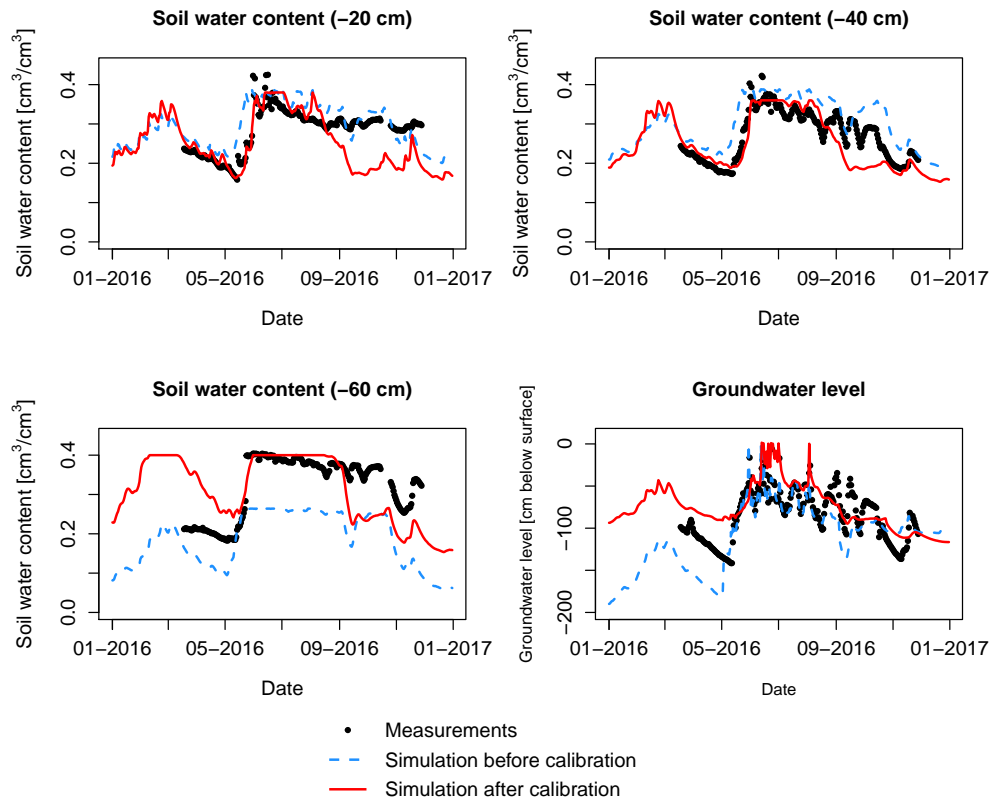 Soil water content (−20 cm)
Soil water content [cm³/cm³]
0.4
0.2
0.0
01−2016 05−2016 09−2016 01−2017
Date
Soil water content (−40 cm)
Soil water content [cm³/cm³]
0.4
0.2
0.0
01−2016 05−2016 09−2016 01−2017
Date
Soil water content (−60 cm)
Soil water content [cm³/cm³]
0.4
0.2
0.0
01−2016 05−2016 09−2016 01−2017
Date
Groundwater level
Groundwater level [cm below surface]
0
−100
−200
01−2016 05−2016 09−2016 01−2017
Date
Measurements
Simulation before calibration
Simulation after calibration